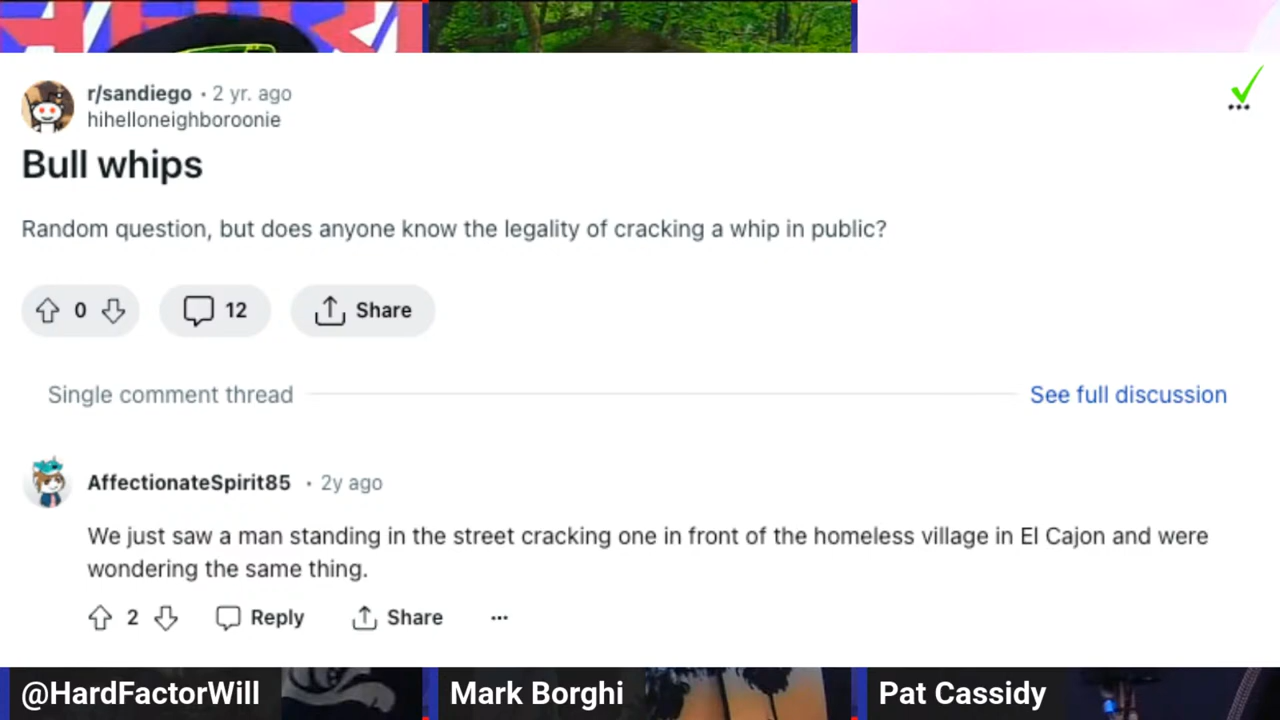 r/sandiego • 2 yr. ago
hihelloneighboroonie
Bull whips
Random question, but does anyone know the legality of cracking a whip in public?
0 12 Share
Single comment thread See full discussion
AffectionateSpirit85 • 2y ago
We just saw a man standing in the street cracking one in front of the homeless village in El Cajon and were
wondering the same thing.
2 Reply Share ...
@HardFactorWill Mark Borghi Pat Cassidy